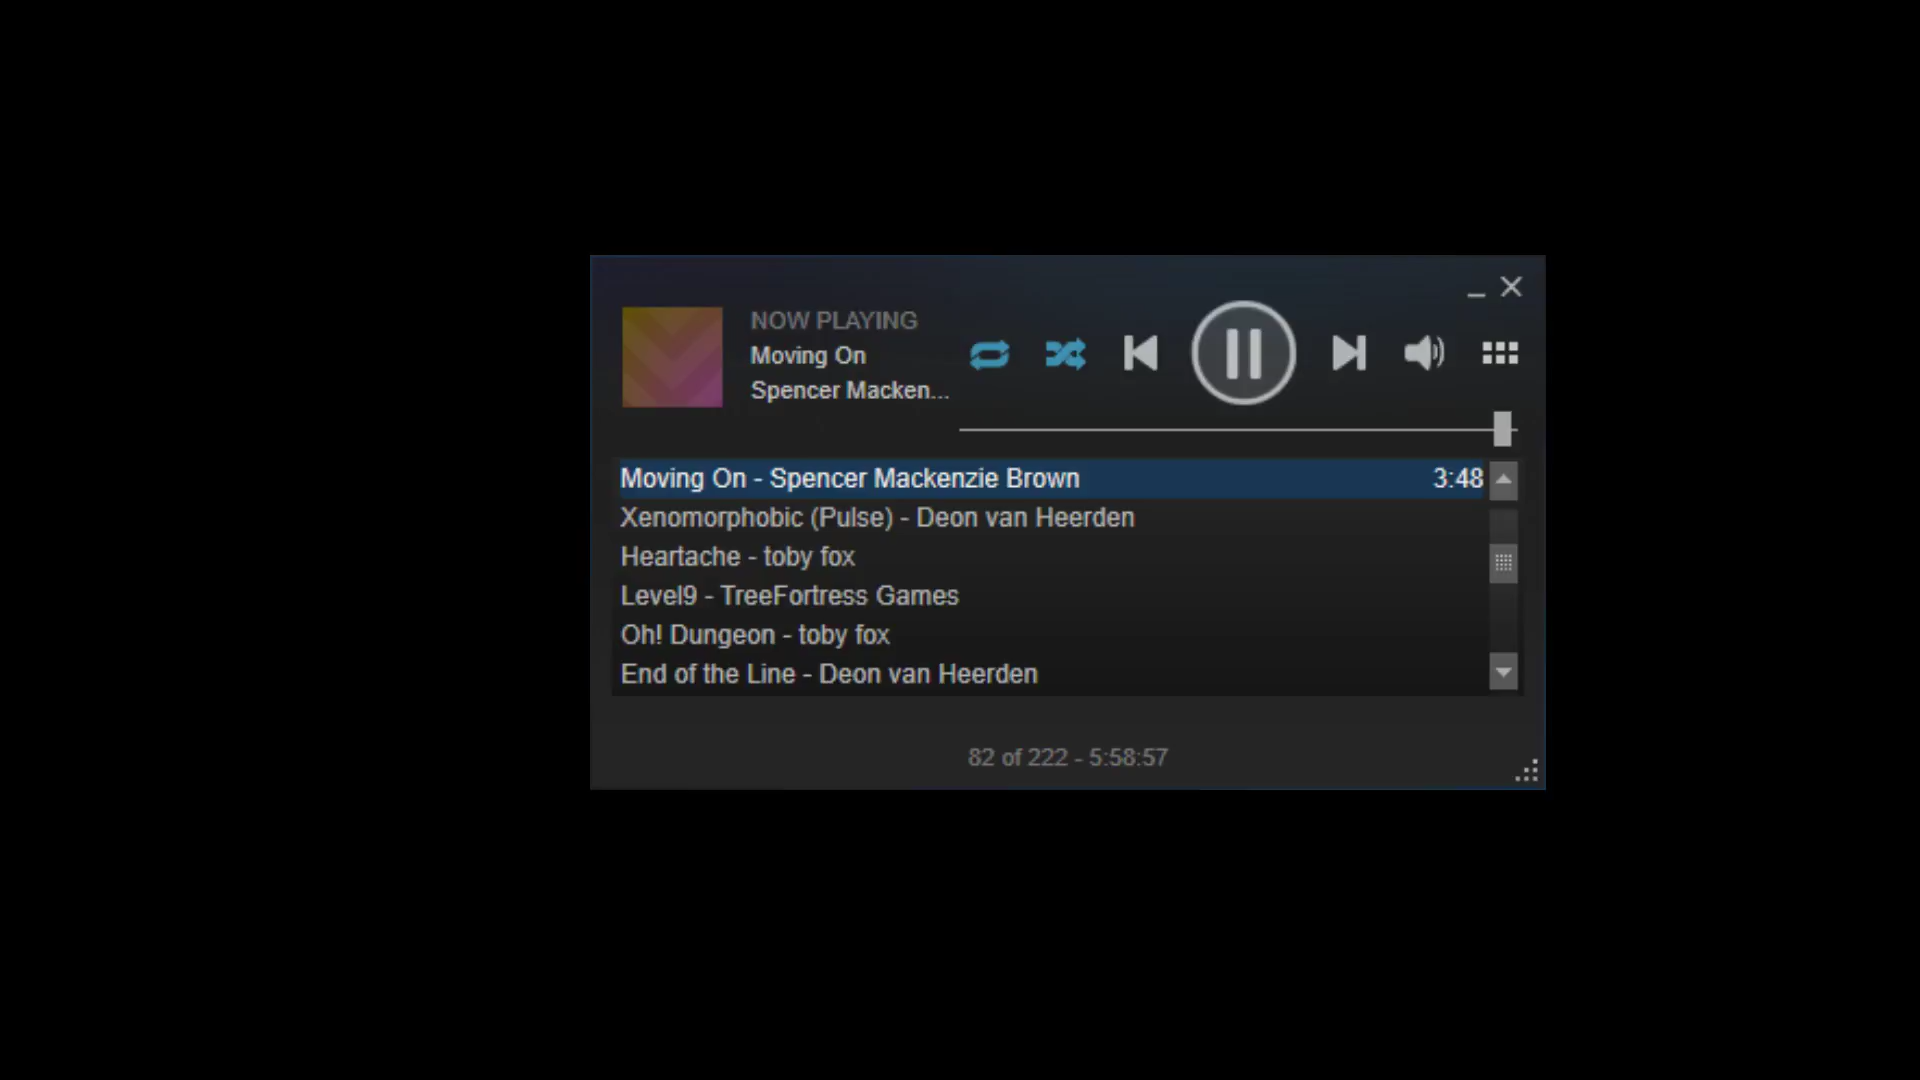 NOW PLAYING
Moving On
Spencer Macken...
Moving On - Spencer Mackenzie Brown 3:48
Xenomorphobic (Pulse) - Deon van Heerden
Heartache - toby fox
Level9 - TreeFortress Games
Oh! Dungeon - toby fox
End of the Line - Deon van Heerden
82 of 222 - 5:58:57